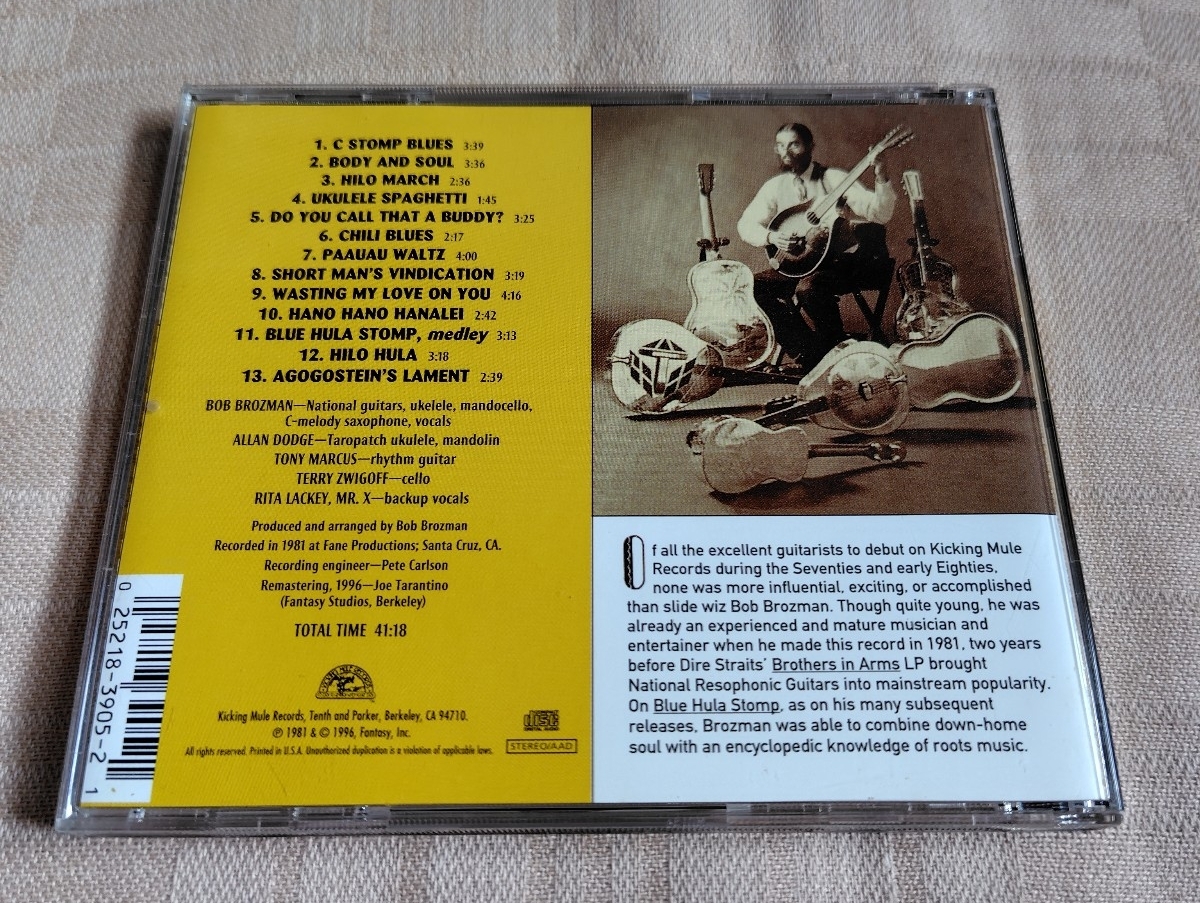 1. C STOMP BLUES 3:39
2. BODY AND SOUL 3:36
3. HILO MARCH 2:36
4. UKULELE SPAGHETTI 1:45
5. DO YOU CALL THAT A BUDDY? 3:25
6. CHILI BLUES 2:17
7. PAAUAU WALTZ 4:00
8. SHORT MAN'S VINDICATION 3:19
9. WASTING MY LOVE ON YOU 4:16
10. HANO HANO HANALEI 2:42
11. BLUE HULA STOMP, medley 3:13
12. HILO HULA 3:18
13. AGOGOSTEIN'S LAMENT 2:39
BOB BROZMAN—National guitars, ukelele, mandocello,
C-melody saxophone, vocals
ALLAN DODGE—Taropatch ukulele, mandolin
TONY MARCUS—rhythm guitar
TERRY ZWIGOFF—cello
RITA LACKEY, MR. X—backup vocals
Produced and arranged by Bob Brozman
Recorded in 1981 at Fane Productions; Santa Cruz, CA.
Recording engineer—Pete Carlson
Remastering, 1996—Joe Tarantino
(Fantasy Studios, Berkeley)
TOTAL TIME 41:18
Kicking Mule Records, Tenth and Parker, Berkeley, CA 94710.
℗ 1981 & © 1996, Fantasy, Inc.
All rights reserved. Printed in U.S.A. Unauthorized duplication is a violation of applicable laws.
COMPACT disc DIGITAL AUDIO
STEREO/AAD
0 25218-3905-2 1
Of all the excellent guitarists to debut on Kicking Mule
Records during the Seventies and early Eighties,
none was more influential, exciting, or accomplished
than slide wiz Bob Brozman. Though quite young, he was
already an experienced and mature musician and
entertainer when he made this record in 1981, two years
before Dire Straits' Brothers in Arms LP brought
National Resophonic Guitars into mainstream popularity.
On Blue Hula Stomp, as on his many subsequent
releases, Brozman was able to combine down-home
soul with an encyclopedic knowledge of roots music.